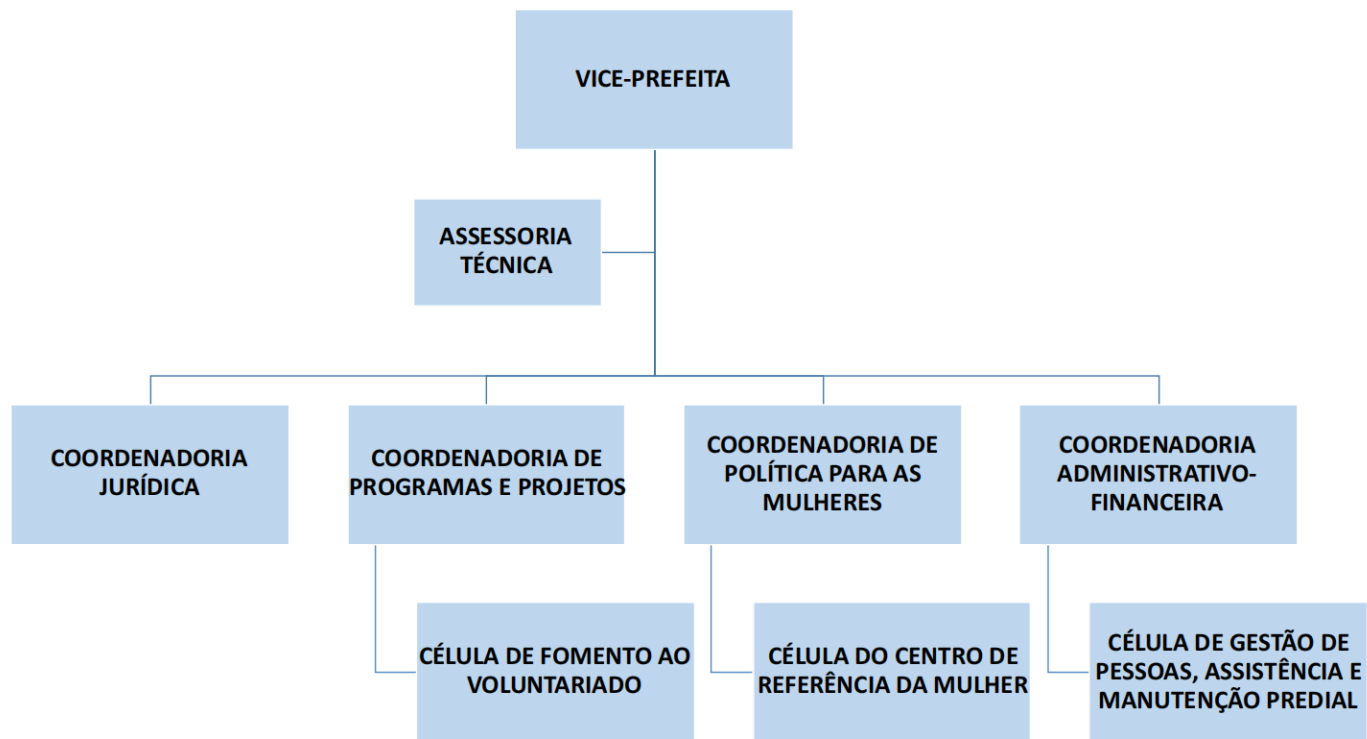 VICE-PREFEITA
ASSESSORIA
TÉCNICA
COORDENADORIA
JURÍDICA
COORDENADORIA DE
PROGRAMAS E PROJETOS
COORDENADORIA DE
POLÍTICA PARA AS
MULHERES
COORDENADORIA
ADMINISTRATIVO-
FINANCEIRA
CÉLULA DE FOMENTO AO
VOLUNTARIADO
CÉLULA DO CENTRO DE
REFERÊNCIA DA MULHER
CÉLULA DE GESTÃO DE
PESSOAS, ASSISTÊNCIA E
MANUTENÇÃO PREDIAL